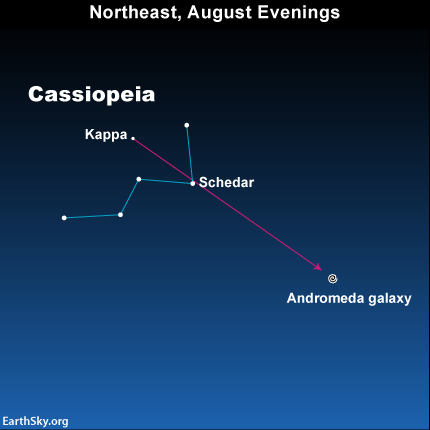 Northeast, August Evenings
Cassiopeia
Kappa
Schedar
Andromeda galaxy
EarthSky.org